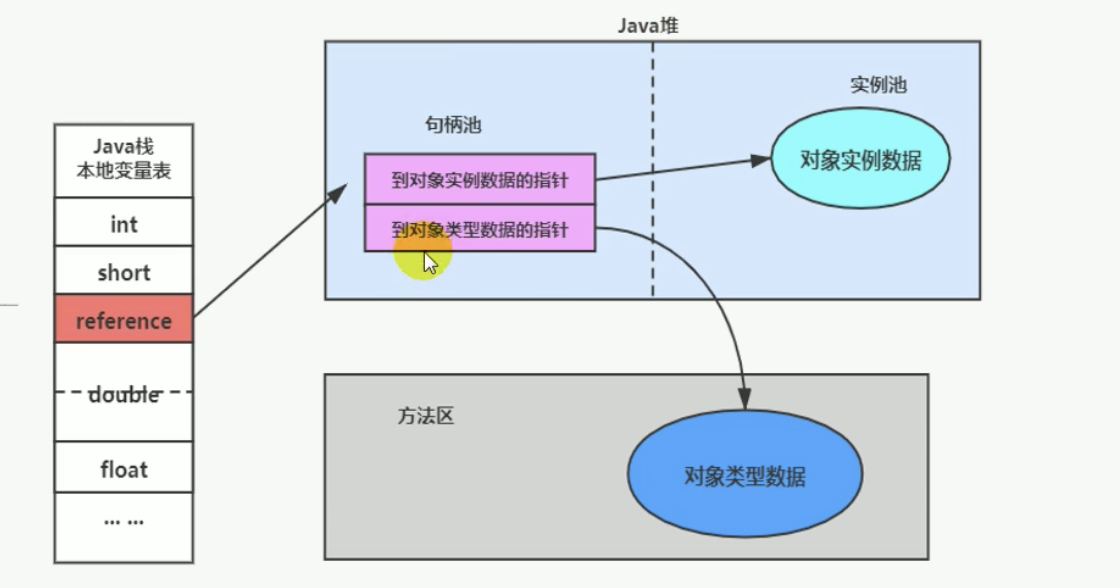 Java堆
实例池
句柄池
到对象实例数据的指针
到对象类型数据的指针
对象实例数据
Java栈
本地变量表
int
short
reference
double
float
... ...
方法区
对象类型数据